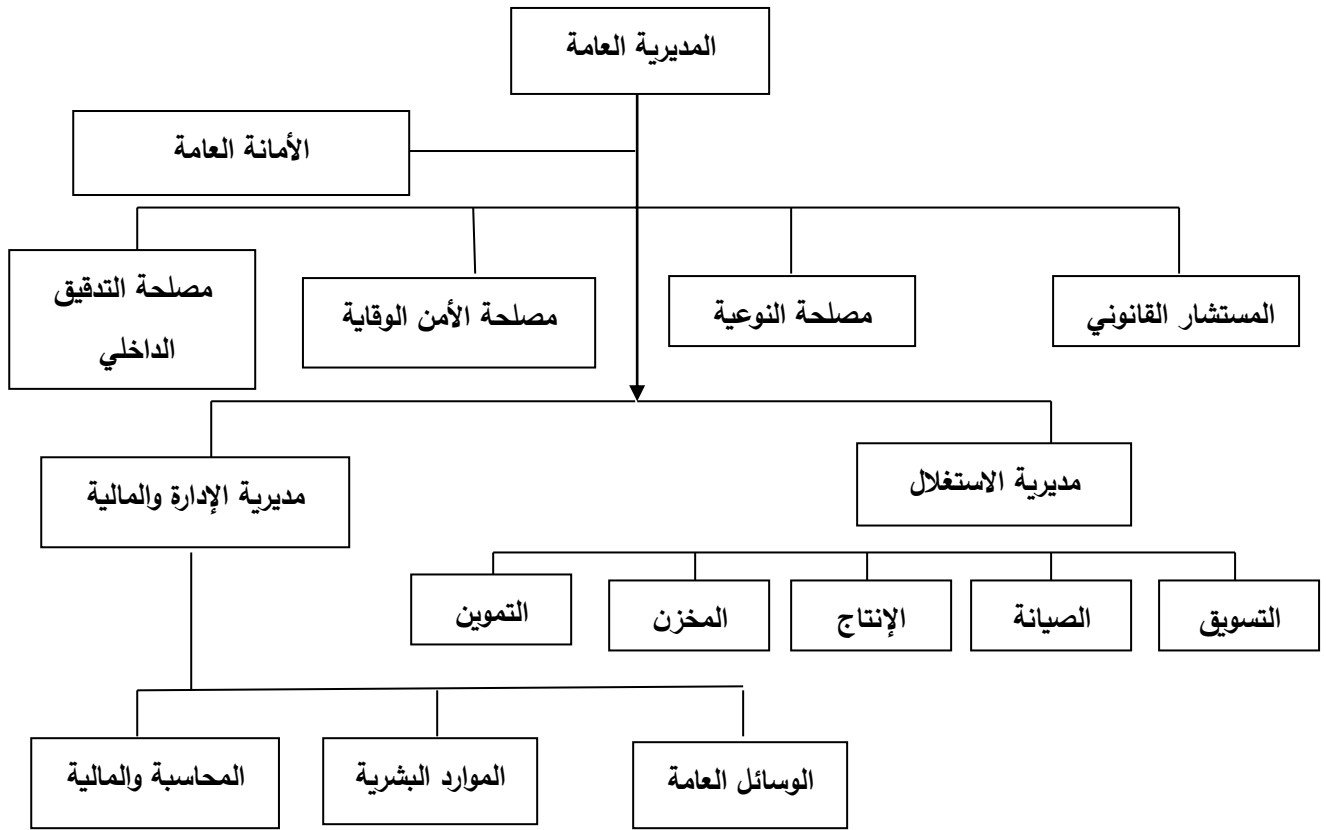 المديرية العامة
الأمانة العامة
المستشار القانوني
مصلحة النوعية
مصلحة الأمن الوقاية
مصلحة التدقيق
الداخلي
مديرية الاستغلال
مديرية الإدارة والمالية
التسويق
الصيانة
الإنتاج
المخزن
التموين
الوسائل العامة
الموارد البشرية
المحاسبة والمالية